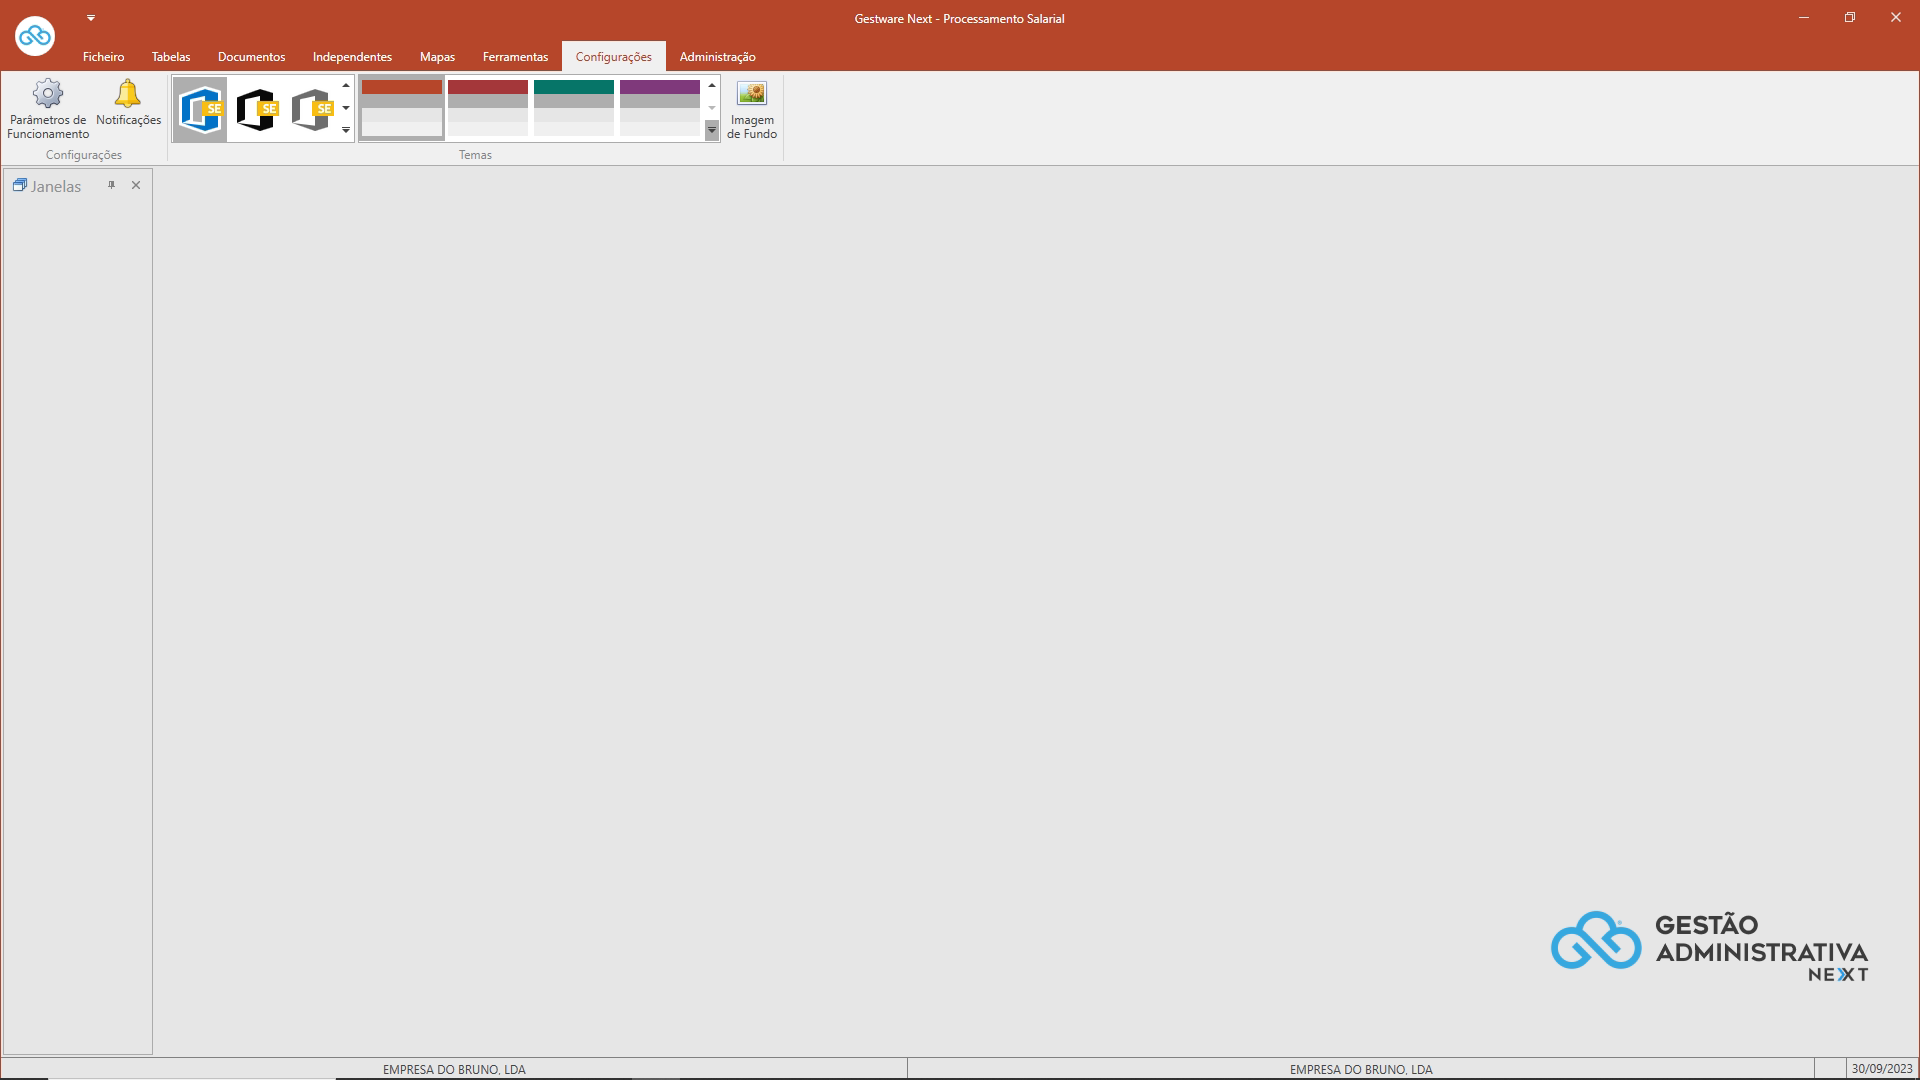 Gestware Next - Processamento Salarial
Ficheiro Tabelas Documentos Independentes Mapas Ferramentas Configurações Administração
Parâmetros de Funcionamento
Notificações
SE SE SE
Imagem de Fundo
Configurações
Temas
Janelas
GESTÃO
ADMINISTRATIVA
NEXT
EMPRESA DO BRUNO, LDA EMPRESA DO BRUNO, LDA 30/09/2023